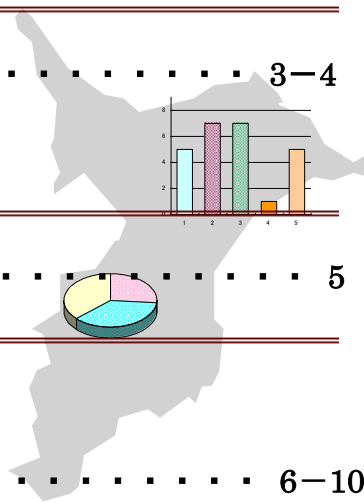 . . . . . . . . 3-4
8
6
4
2
0
1 2 3 4 5
. . . . . . . . . . 5
. . . . . . . . 6-10